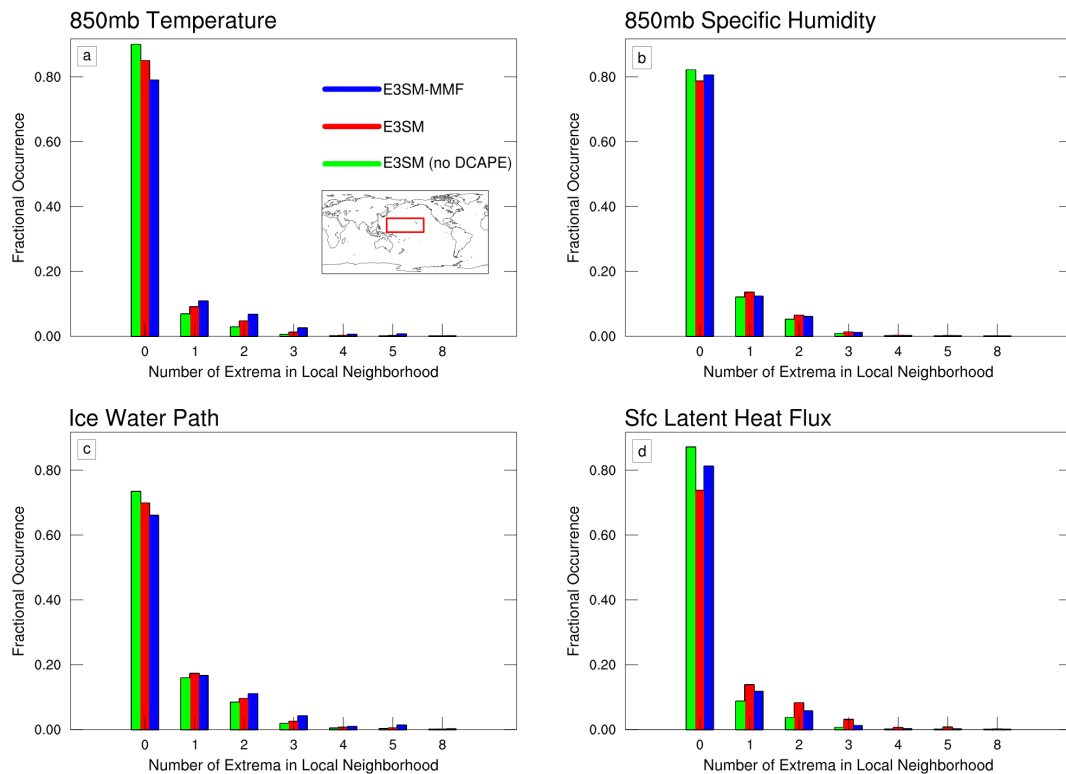 850mb Temperature
a
Fractional Occurrence
0.80
0.60
0.40
0.20
0.00
E3SM-MMF
E3SM
E3SM (no DCAPE)
0 1 2 3 4 5 8
Number of Extrema in Local Neighborhood
850mb Specific Humidity
b
Fractional Occurrence
0.80
0.60
0.40
0.20
0.00
0 1 2 3 4 5 8
Number of Extrema in Local Neighborhood
Ice Water Path
c
Fractional Occurrence
0.80
0.60
0.40
0.20
0.00
0 1 2 3 4 5 8
Number of Extrema in Local Neighborhood
Sfc Latent Heat Flux
d
Fractional Occurrence
0.80
0.60
0.40
0.20
0.00
0 1 2 3 4 5 8
Number of Extrema in Local Neighborhood